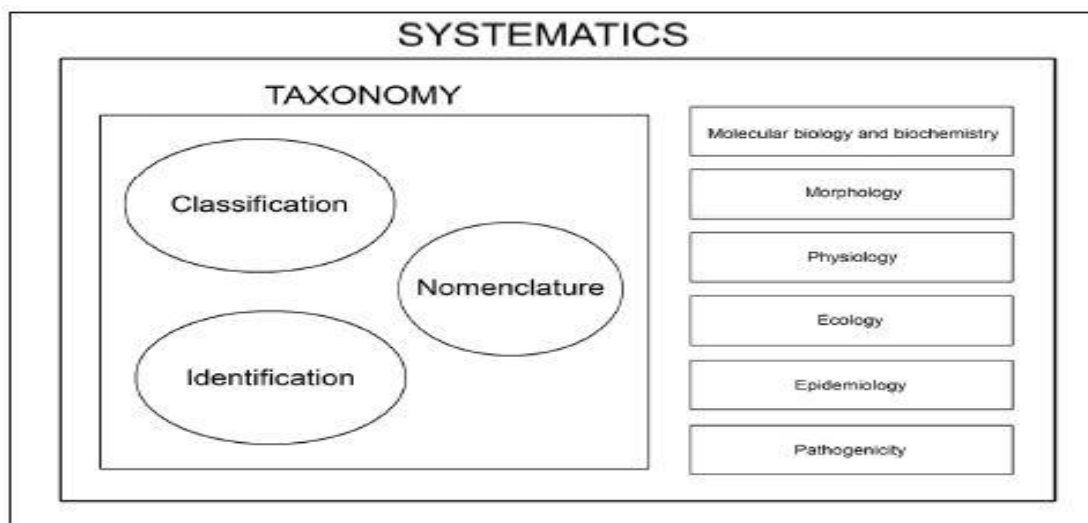 SYSTEMATICS
TAXONOMY
Classification
Nomenclature
Identification
Molecular biology and biochemistry
Morphology
Physiology
Ecology
Epidemiology
Pathogenicity